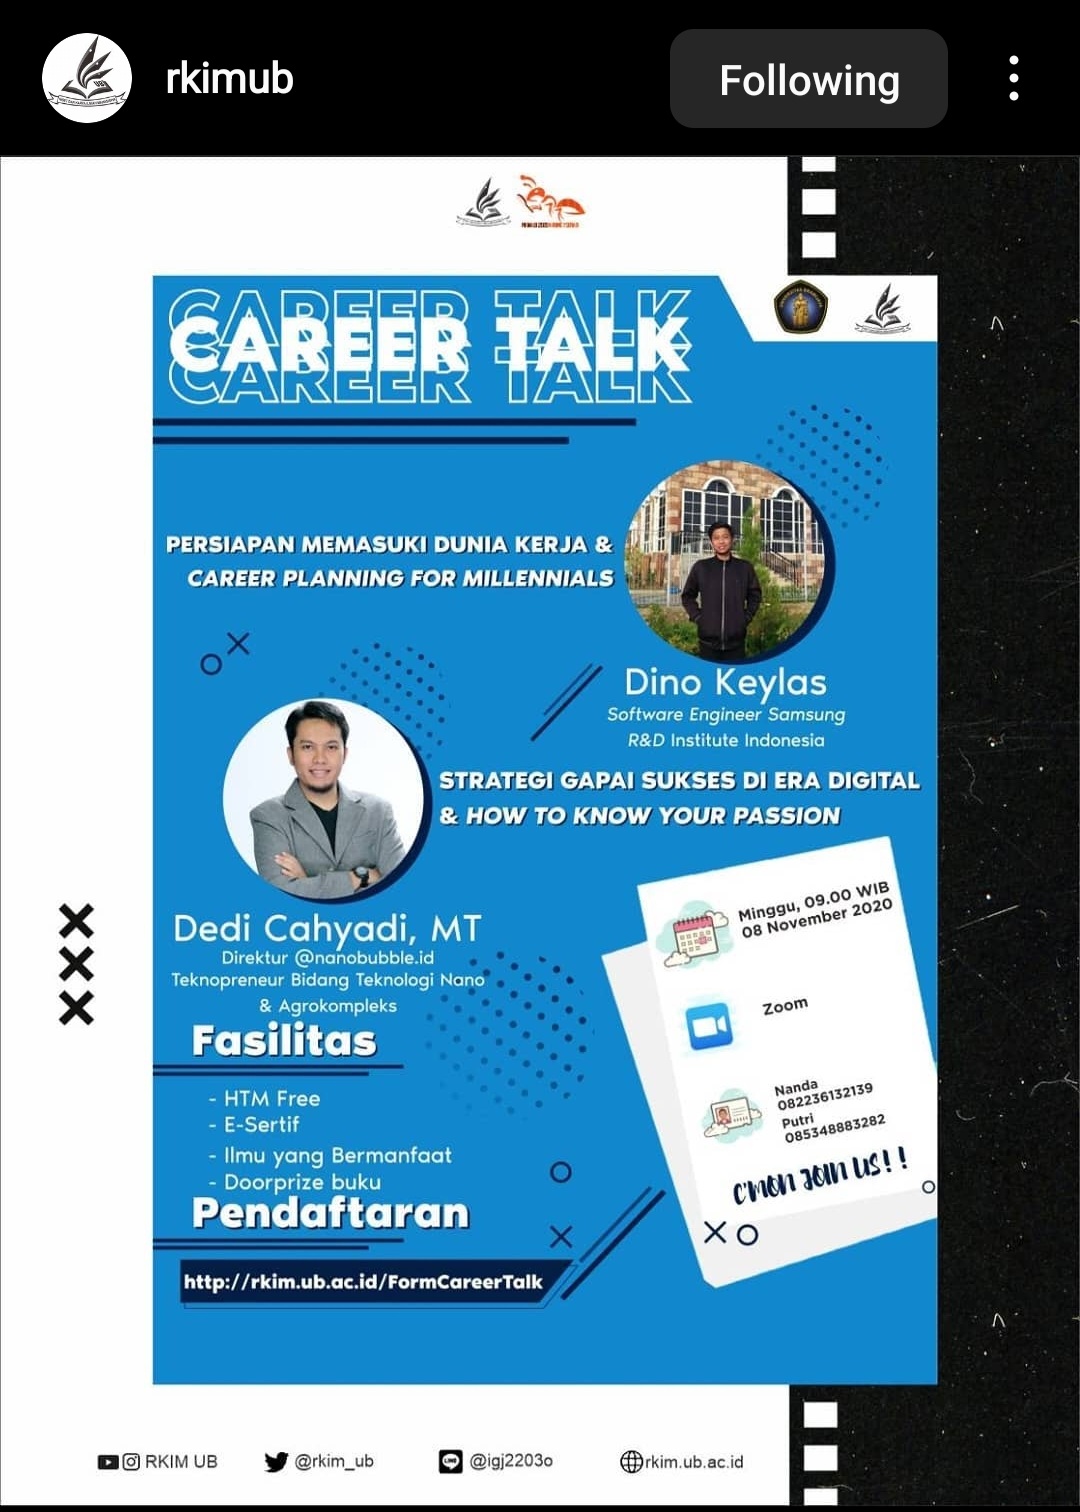 rkimub
Following
CAREER TALK
CAREER TALK
CAREER TALK
PERSIAPAN MEMASUKI DUNIA KERJA &
CAREER PLANNING FOR MILLENNIALS
Dino Keylas
Software Engineer Samsung
R&D Institute Indonesia
STRATEGI GAPAI SUKSES DI ERA DIGITAL
& HOW TO KNOW YOUR PASSION
Dedi Cahyadi, MT
Direktur @nanobubble.id
Teknopreneur Bidang Teknologi Nano
& Agrokompleks
Minggu, 09.00 WIB
08 November 2020
Zoom
Nanda
082236132139
Putri
085348883282
C'MON JOIN US!!
Fasilitas
- HTM Free
- E-Sertif
- Ilmu yang Bermanfaat
- Doorprize buku
Pendaftaran
http://rkim.ub.ac.id/FormCareerTalk
RKIM UB
@rkim_ub
LINE
@igj2203o
rkim.ub.ac.id